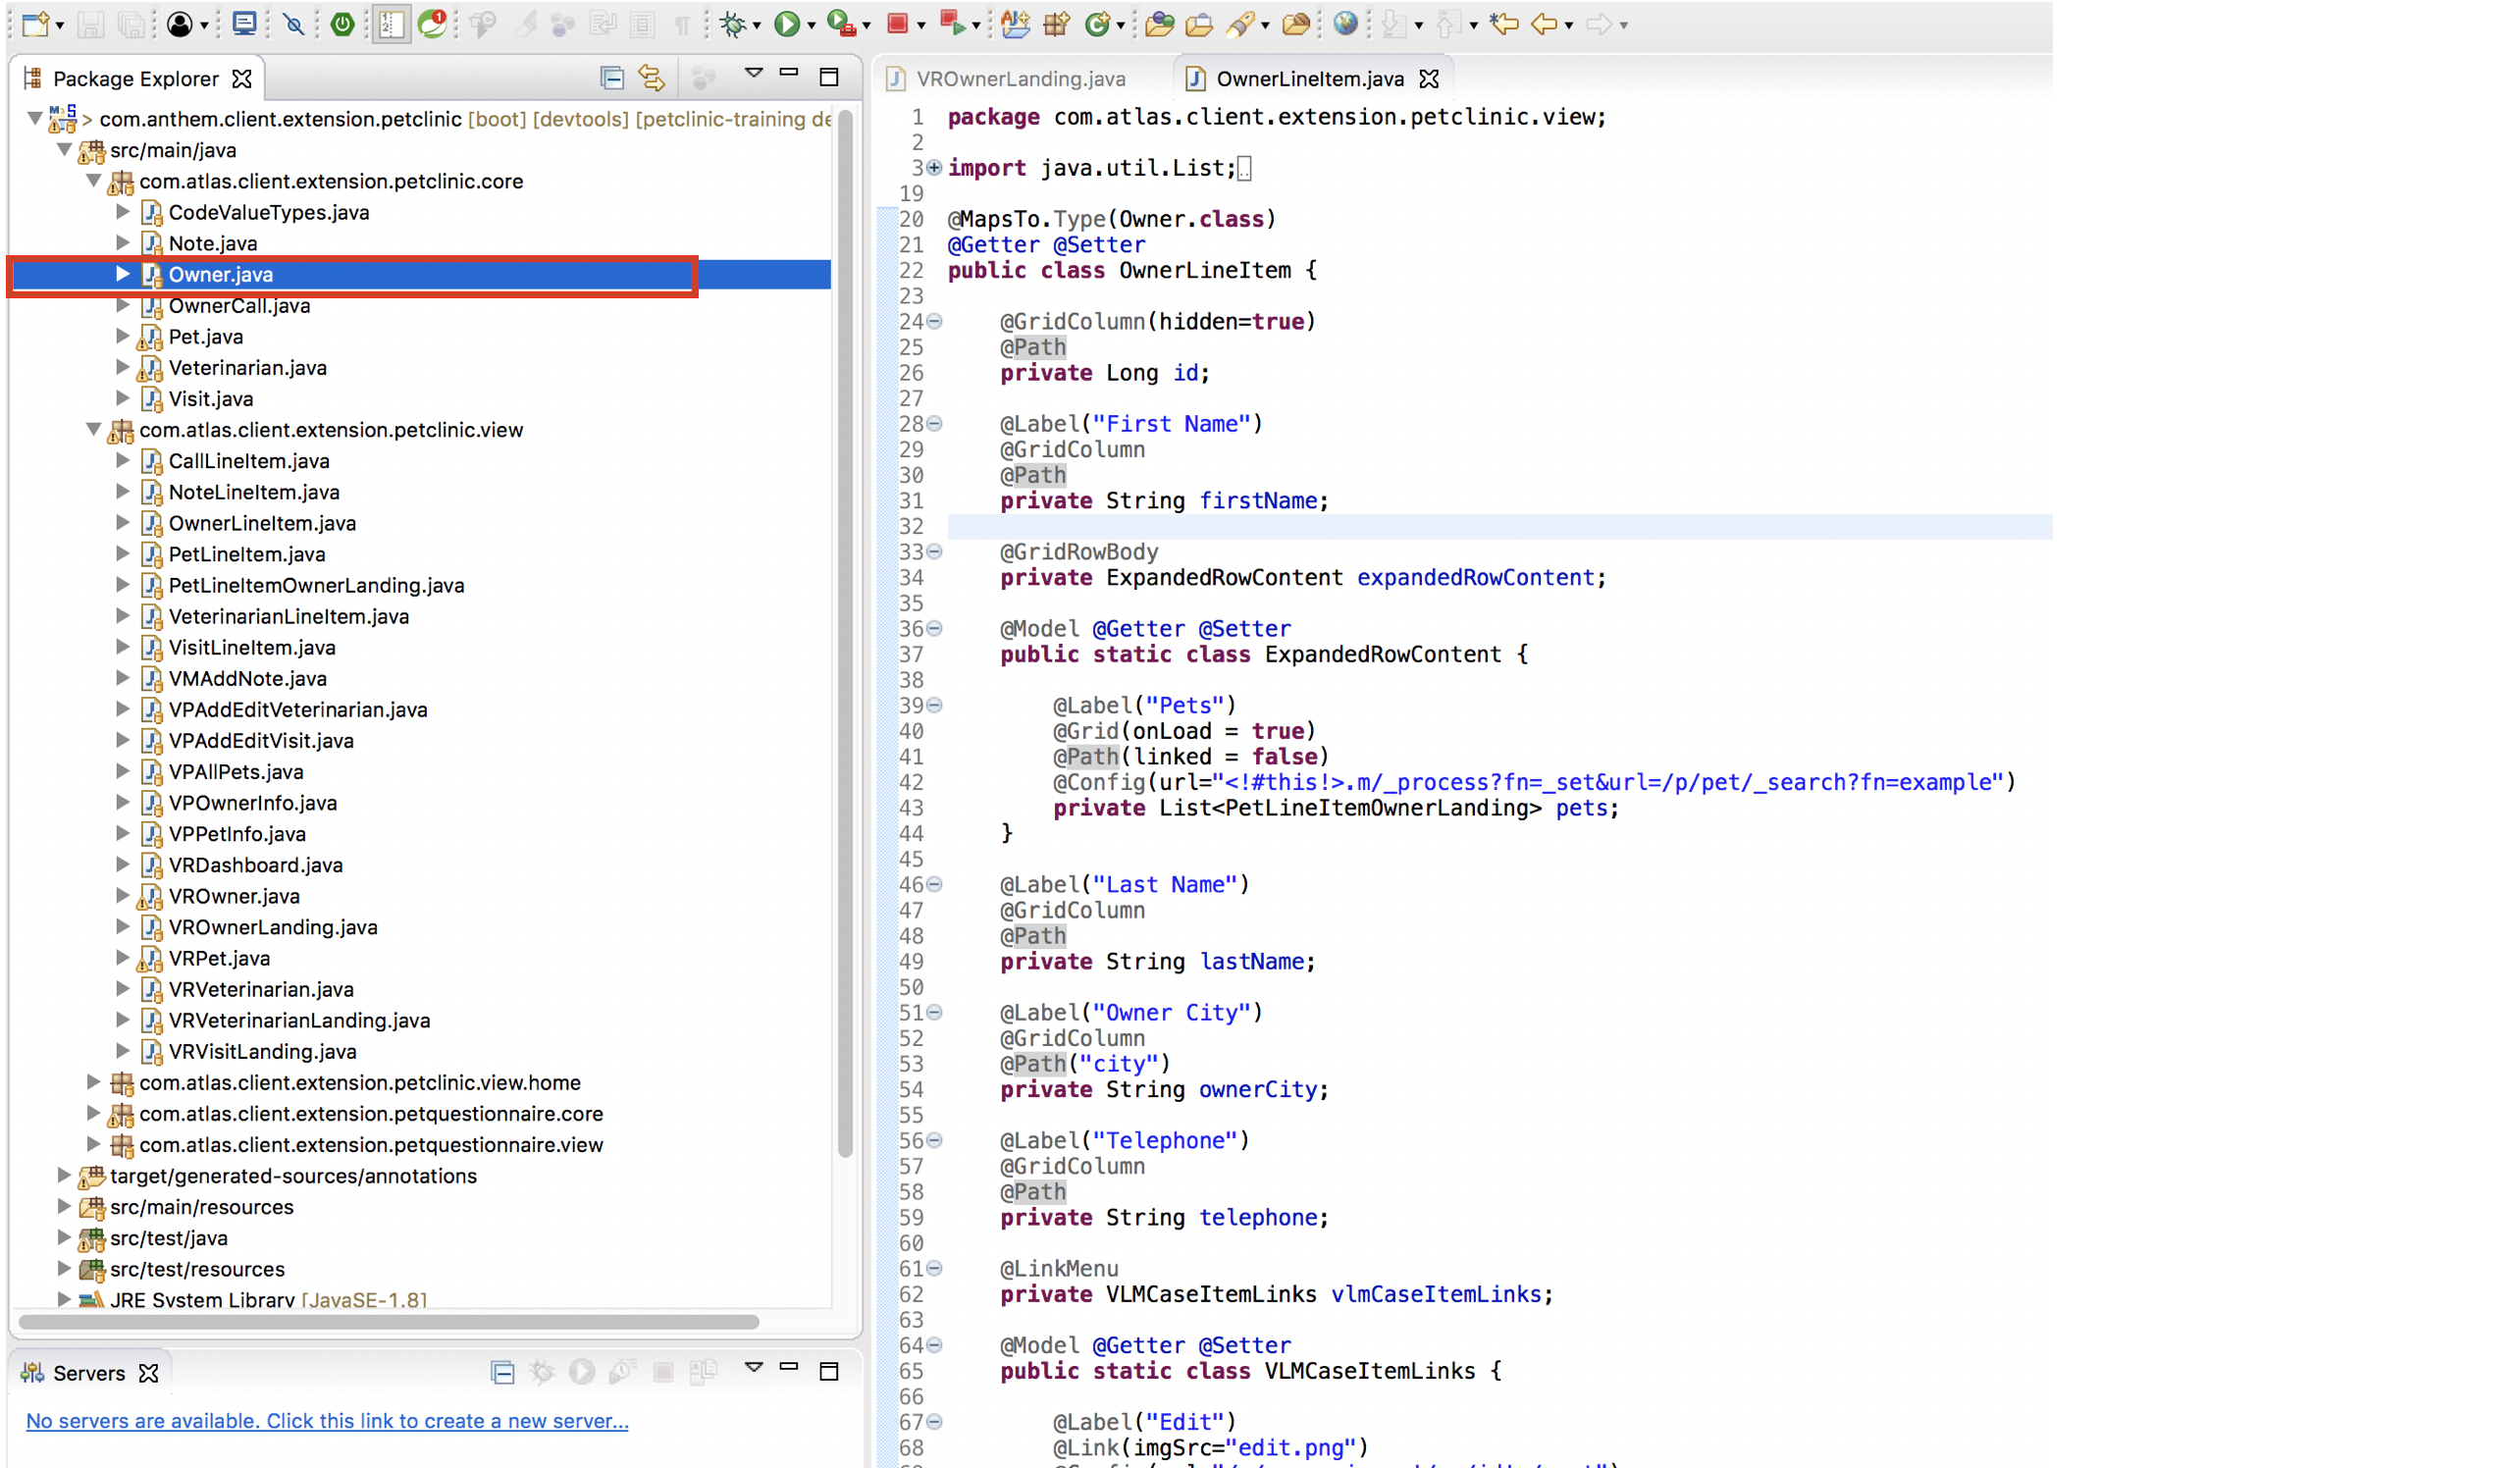 Package Explorer
> com.anthem.client.extension.petclinic [boot] [devtools] [petclinic-training de
src/main/java
com.atlas.client.extension.petclinic.core
CodeValueTypes.java
Note.java
Owner.java
OwnerCall.java
Pet.java
Veterinarian.java
Visit.java
com.atlas.client.extension.petclinic.view
CallLineItem.java
NoteLineItem.java
OwnerLineItem.java
PetLineItem.java
PetLineItemOwnerLanding.java
VeterinarianLineItem.java
VisitLineItem.java
VMAddNote.java
VPAddEditVeterinarian.java
VPAddEditVisit.java
VPAllPets.java
VPOwnerInfo.java
VPPetInfo.java
VRDashboard.java
VROwner.java
VROwnerLanding.java
VRPet.java
VRVeterinarian.java
VRVeterinarianLanding.java
VRVisitLanding.java
com.atlas.client.extension.petclinic.view.home
com.atlas.client.extension.petquestionnaire.core
com.atlas.client.extension.petquestionnaire.view
target/generated-sources/annotations
src/main/resources
src/test/java
src/test/resources
JRE System Library [JavaSE-1.8]
Servers
No servers are available. Click this link to create a new server...
VROwnerLanding.java
OwnerLineItem.java
1 package com.atlas.client.extension.petclinic.view;
2
3 import java.util.List;
19
20 @MapsTo.Type(Owner.class)
21 @Getter @Setter
22 public class OwnerLineItem {
23
24 @GridColumn(hidden=true)
25 @Path
26 private Long id;
27
28 @Label("First Name")
29 @GridColumn
30 @Path
31 private String firstName;
32
33 @GridRowBody
34 private ExpandedRowContent expandedRowContent;
35
36 @Model @Getter @Setter
37 public static class ExpandedRowContent {
38
39 @Label("Pets")
40 @Grid(onLoad = true)
41 @Path(linked = false)
42 @Config(url="<!#this!>.m/_process?fn=_set&url=/p/pet/_search?fn=example")
43 private List<PetLineItemOwnerLanding> pets;
44 }
45
46 @Label("Last Name")
47 @GridColumn
48 @Path
49 private String lastName;
50
51 @Label("Owner City")
52 @GridColumn
53 @Path("city")
54 private String ownerCity;
55
56 @Label("Telephone")
57 @GridColumn
58 @Path
59 private String telephone;
60
61 @LinkMenu
62 private VLMCaseItemLinks vlmCaseItemLinks;
63
64 @Model @Getter @Setter
65 public static class VLMCaseItemLinks {
66
67 @Label("Edit")
68 @Link(imgSrc="edit.png")